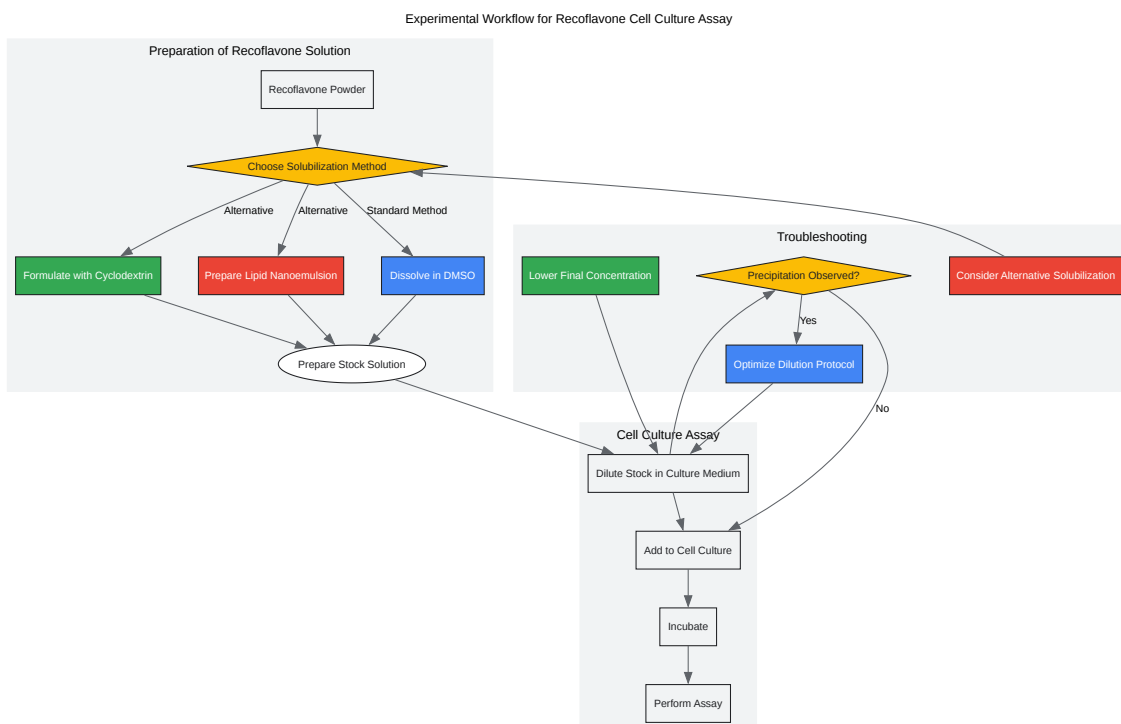 Experimental Workflow for Recoflavone Cell Culture Assay
Preparation of Recoflavone Solution
Recoflavone Powder
Choose Solubilization Method
Alternative
Alternative
Standard Method
Formulate with Cyclodextrin
Prepare Lipid Nanoemulsion
Dissolve in DMSO
Prepare Stock Solution
Troubleshooting
Lower Final Concentration
Precipitation Observed?
Consider Alternative Solubilization
Yes
Optimize Dilution Protocol
No
Cell Culture Assay
Dilute Stock in Culture Medium
Add to Cell Culture
Incubate
Perform Assay